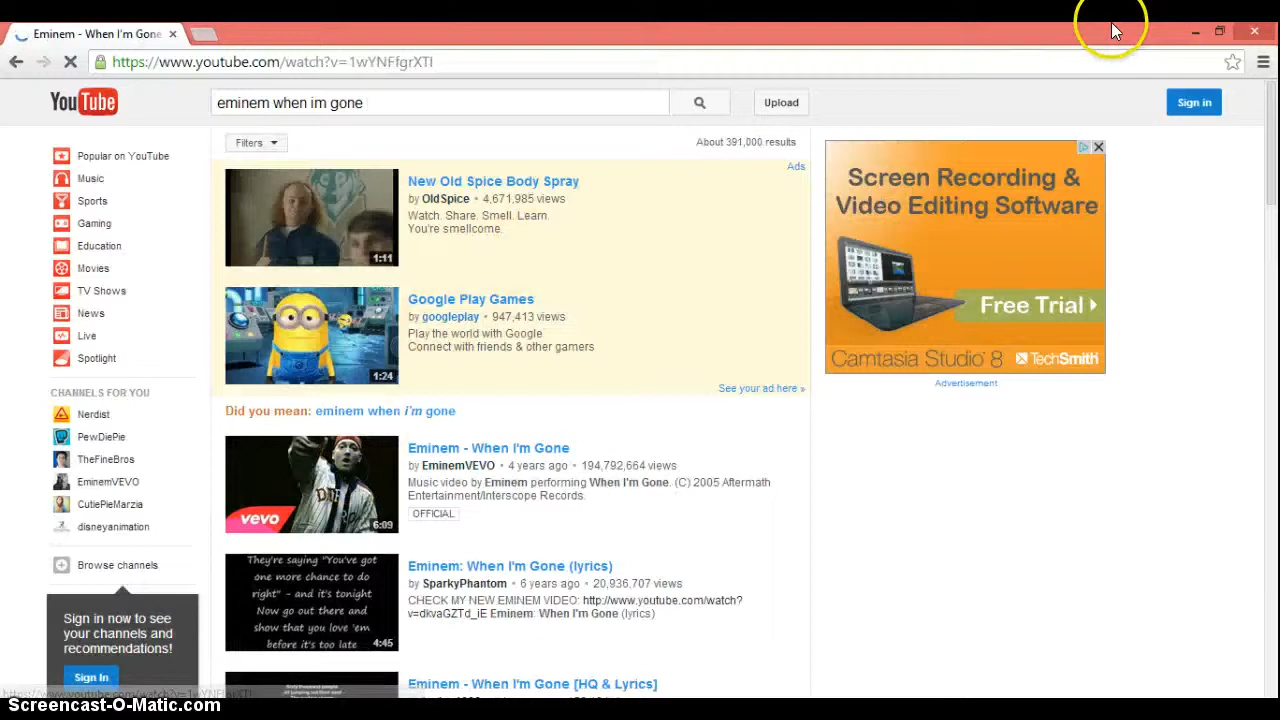 Eminem - When I'm Gone
https://www.youtube.com/watch?v=1wYNFfgrXTI
YouTube
eminem when im gone
Upload
Sign in
Filters
About 391,000 results
Popular on YouTube
Music
Sports
Gaming
Education
Movies
TV Shows
News
Live
Spotlight
CHANNELS FOR YOU
Nerdist
PewDiePie
TheFineBros
EminemVEVO
CutiePieMarzia
disneyanimation
Browse channels
Sign in now to see
your channels and
recommendations!
Sign In
https://www.youtube.com/watch?v=1wYNFfgrXTI
Ads
New Old Spice Body Spray
by OldSpice • 4,671,985 views
Watch. Share. Smell. Learn.
You're smellcome.
1:11
Google Play Games
by googleplay • 947,413 views
Play the world with Google
Connect with friends & other gamers
1:24
See your ad here »
Did you mean: eminem when i'm gone
Eminem - When I'm Gone
by EminemVEVO • 4 years ago • 194,792,664 views
Music video by Eminem performing When I'm Gone. (C) 2005 Aftermath
Entertainment/Interscope Records.
OFFICIAL
vevo
6:09
They're saying "You've got
one more chance to do
right" - and it's tonight
Now go out there and
show that you love 'em
before it's too late
4:45
Eminem: When I'm Gone (lyrics)
by SparkyPhantom • 6 years ago • 20,936,707 views
CHECK MY NEW EMINEM VIDEO: http://www.youtube.com/watch?
v=dkvaGZTd_iE Eminem: When I'm Gone (lyrics)
Eminem - When I'm Gone [HQ & Lyrics]
Screen Recording &
Video Editing Software
Free Trial
Camtasia Studio 8 TechSmith
Advertisement
Screencast-O-Matic.com